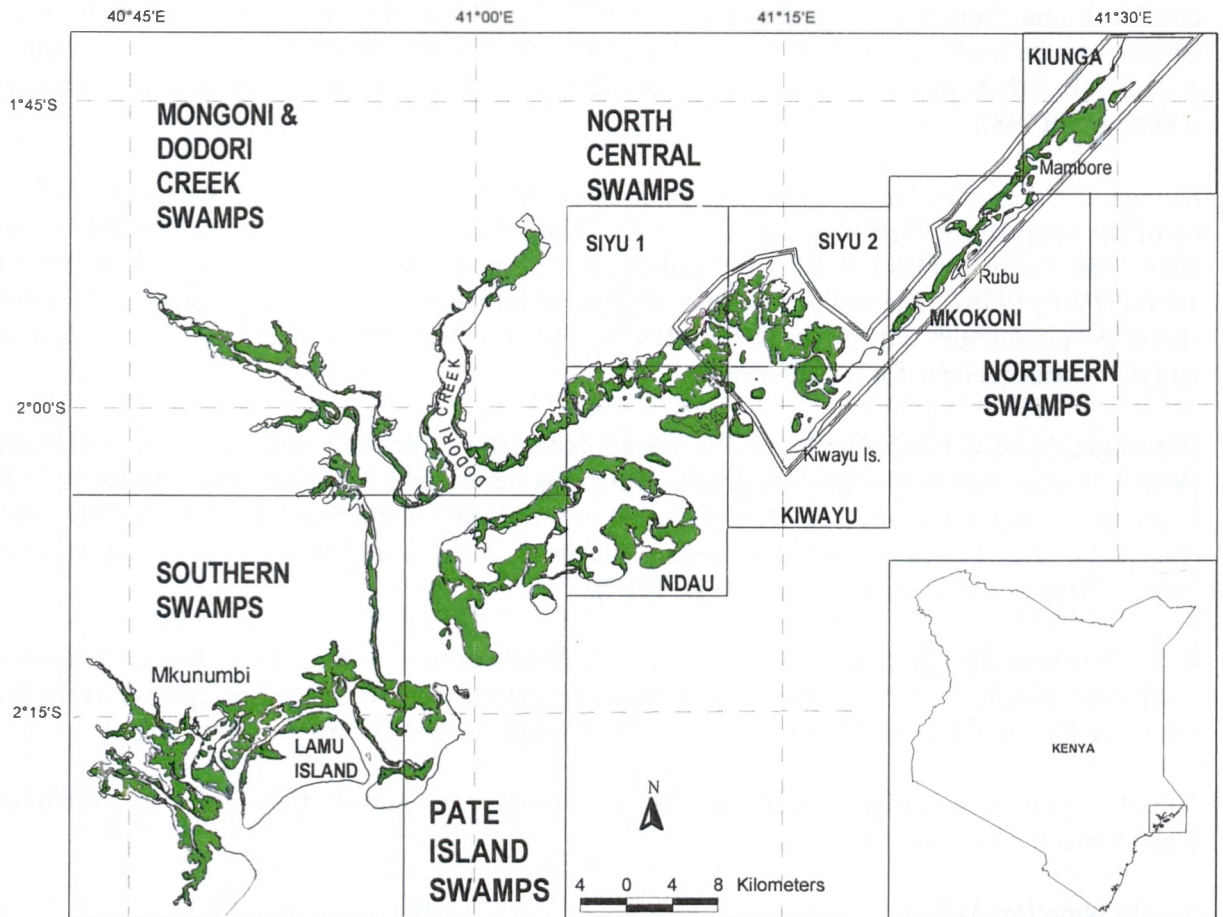 40°45'E
41°00'E
41°15'E
41°30'E
1°45'S
2°00'S
2°15'S
MONGONI &
DODORI
CREEK
SWAMPS
NORTH
CENTRAL
SWAMPS
KIUNGA
Mambore
SIYU 1
SIYU 2
Rubu
MKOKONI
NORTHERN
SWAMPS
DODORI CREEK
Kiwayu Is.
KIWAYU
NDAU
SOUTHERN
SWAMPS
Mkunumbi
LAMU
ISLAND
PATE
ISLAND
SWAMPS
N
4 0 4 8 Kilometers
KENYA